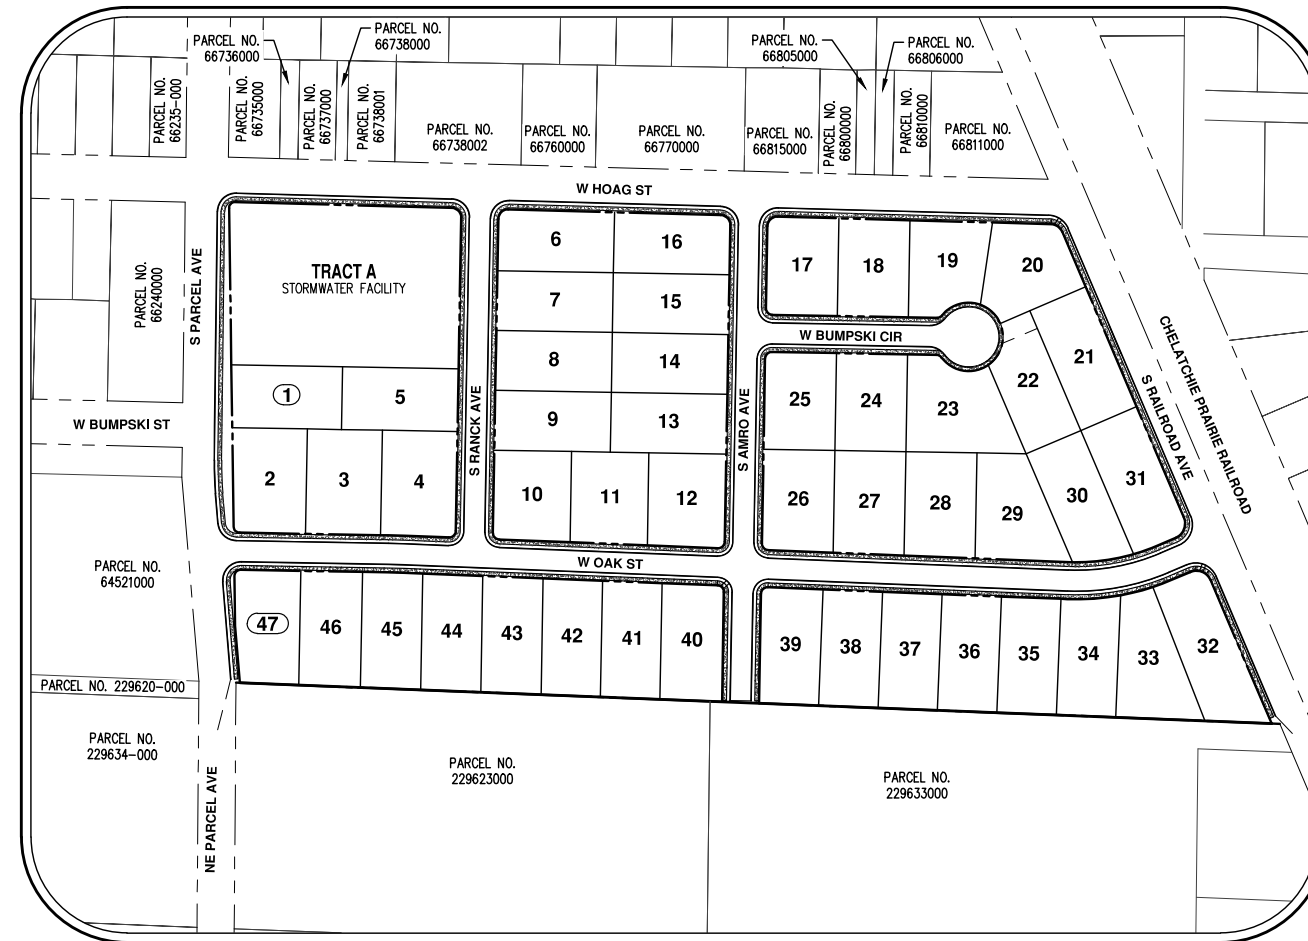 PARCEL NO.
66736000
PARCEL NO.
66738000
PARCEL NO.
66805000
PARCEL NO.
66806000
PARCEL NO.
66235-000
PARCEL NO.
66735000
PARCEL NO.
66737000
PARCEL NO.
66738001
PARCEL NO.
66738002
PARCEL NO.
66760000
PARCEL NO.
66770000
PARCEL NO.
66815000
PARCEL NO.
66800000
PARCEL NO.
66810000
PARCEL NO.
66811000
W HOAG ST
PARCEL NO.
66240000
S PARCEL AVE
TRACT A
STORMWATER FACILITY
6
16
7
15
8
14
9
13
10
11
12
17
18
19
20
W BUMPSKI CIR
21
22
CHELATCHIE PRAIRIE RAILROAD
S RAILROAD AVE
1
5
2
3
4
S RANCK AVE
S AMRO AVE
25
24
23
26
27
28
29
30
31
W BUMPSKI ST
W OAK ST
PARCEL NO.
64521000
47
46
45
44
43
42
41
40
39
38
37
36
35
34
33
32
PARCEL NO. 229620-000
PARCEL NO.
229634-000
NE PARCEL AVE
PARCEL NO.
229623000
PARCEL NO.
229633000